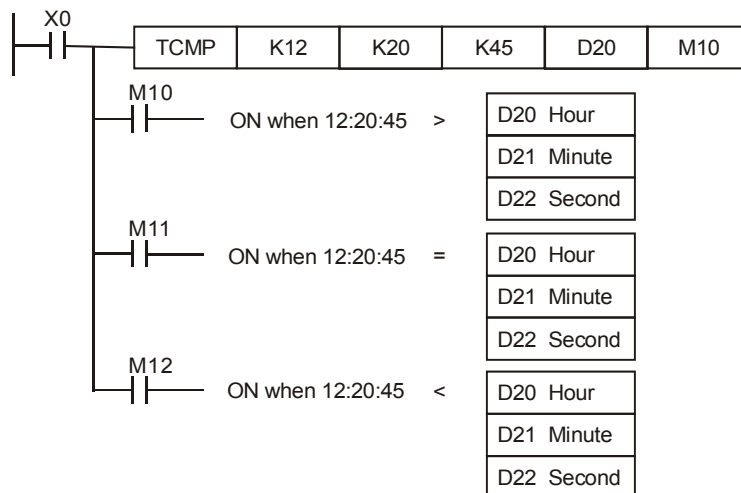 X0
TCMP K12 K20 K45 D20 M10
M10
ON when 12:20:45 > D20 Hour
D21 Minute
D22 Second
M11
ON when 12:20:45 = D20 Hour
D21 Minute
D22 Second
M12
ON when 12:20:45 < D20 Hour
D21 Minute
D22 Second